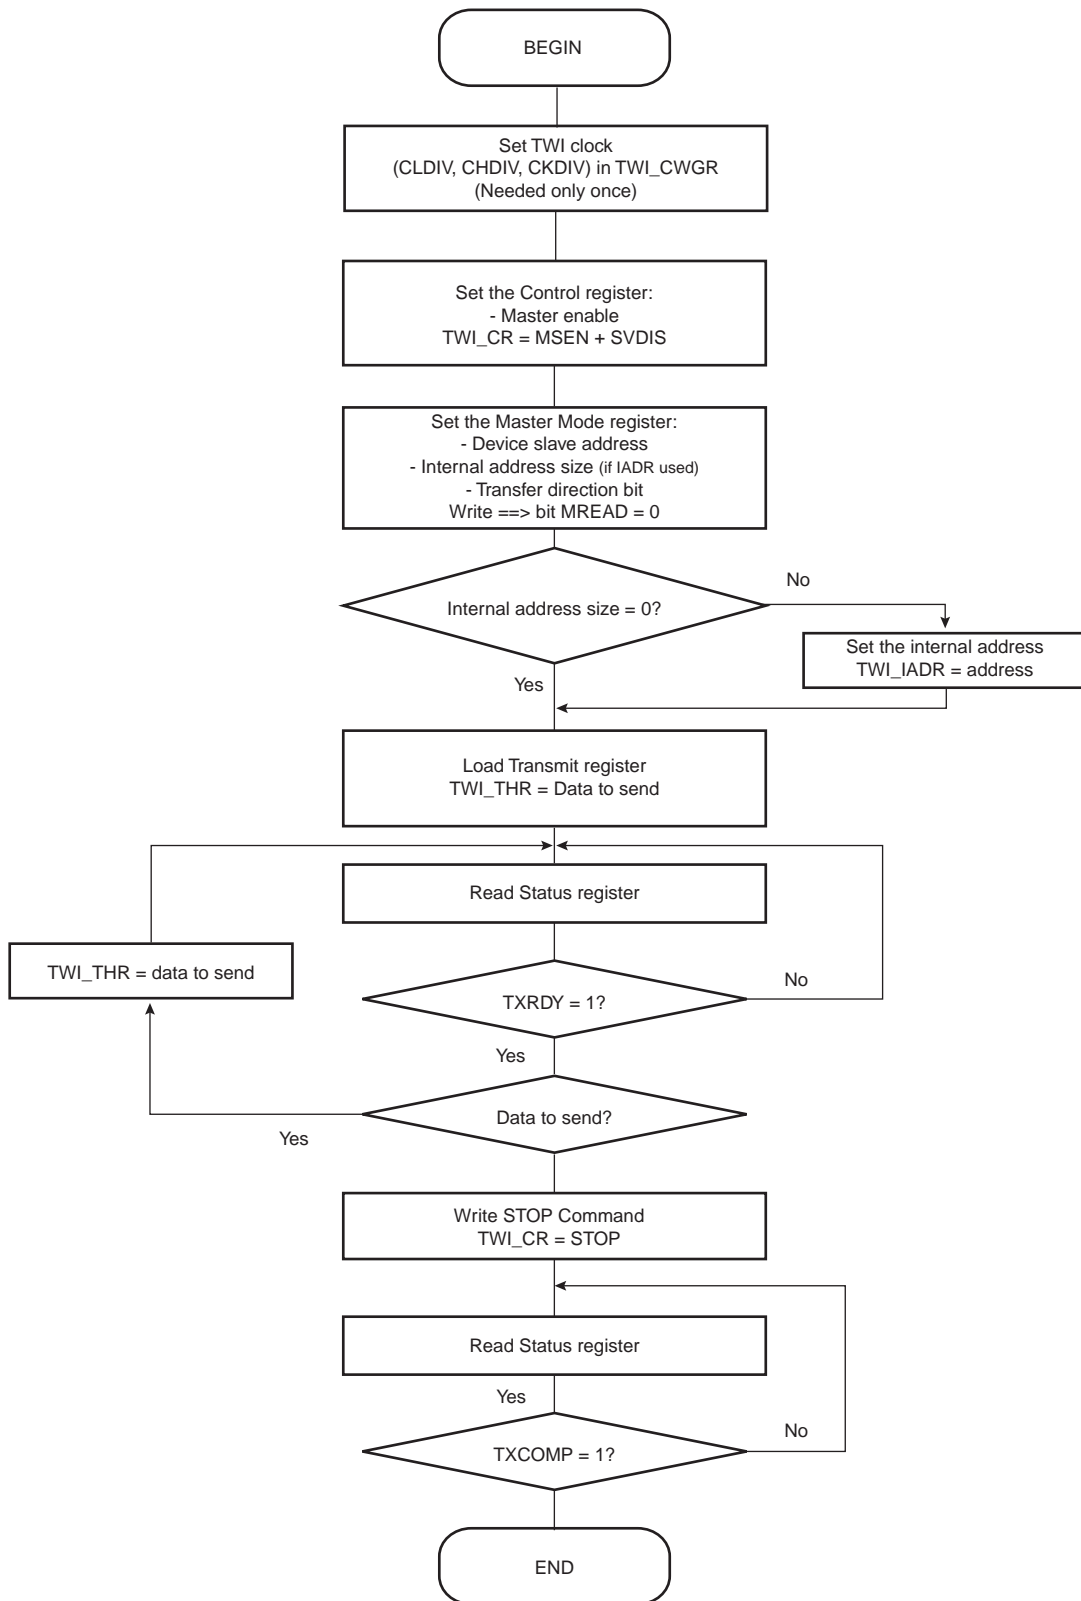 BEGIN
Set TWI clock
(CLDIV, CHDIV, CKDIV) in TWI_CWGR
(Needed only once)
Set the Control register:
- Master enable
TWI_CR = MSEN + SVDIS
Set the Master Mode register:
- Device slave address
- Internal address size (if IADR used)
- Transfer direction bit
Write ==> bit MREAD = 0
Internal address size = 0?
No
Set the internal address
TWI_IADR = address
Yes
Load Transmit register
TWI_THR = Data to send
Read Status register
TWI_THR = data to send
TXRDY = 1?
No
Yes
Data to send?
Yes
Write STOP Command
TWI_CR = STOP
Read Status register
Yes
TXCOMP = 1?
No
END